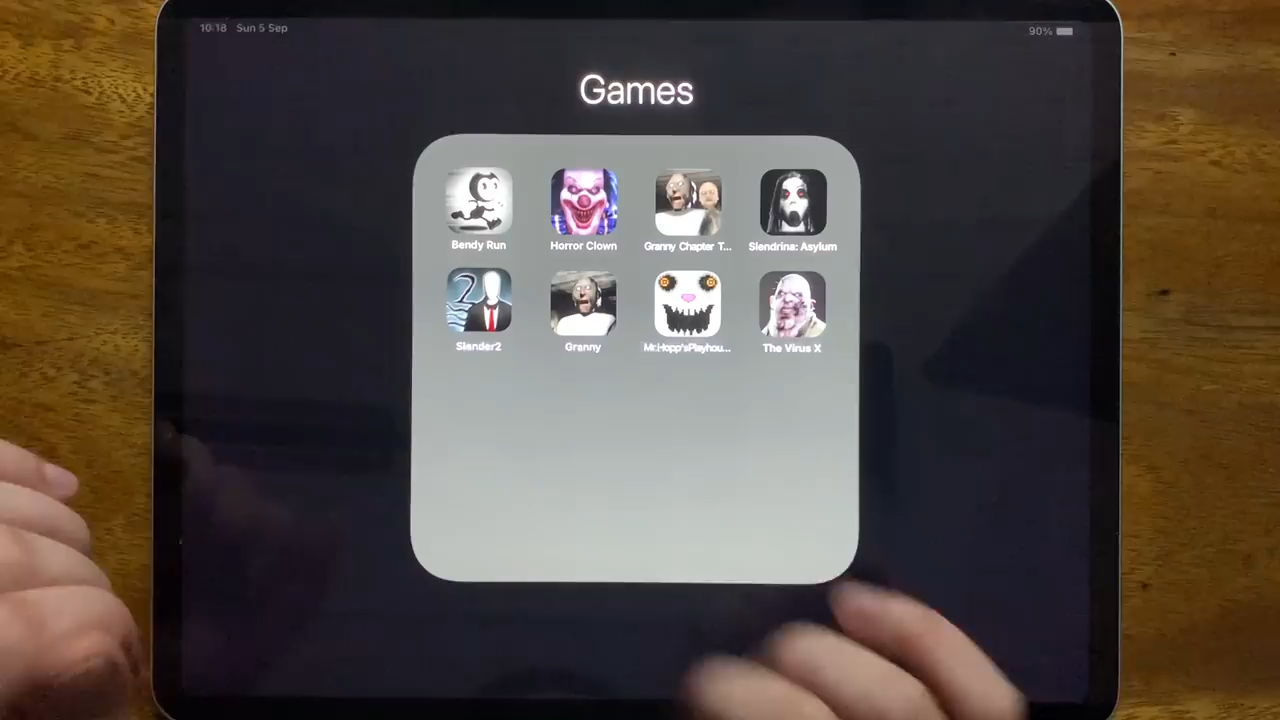 10:18 Sun 5 Sep
90%
Games
Bendy Run
Horror Clown
Granny Chapter T...
Slendrina: Asylum
2
Slender2
Granny
Mr.Hopp'sPlayhou...
The Virus X